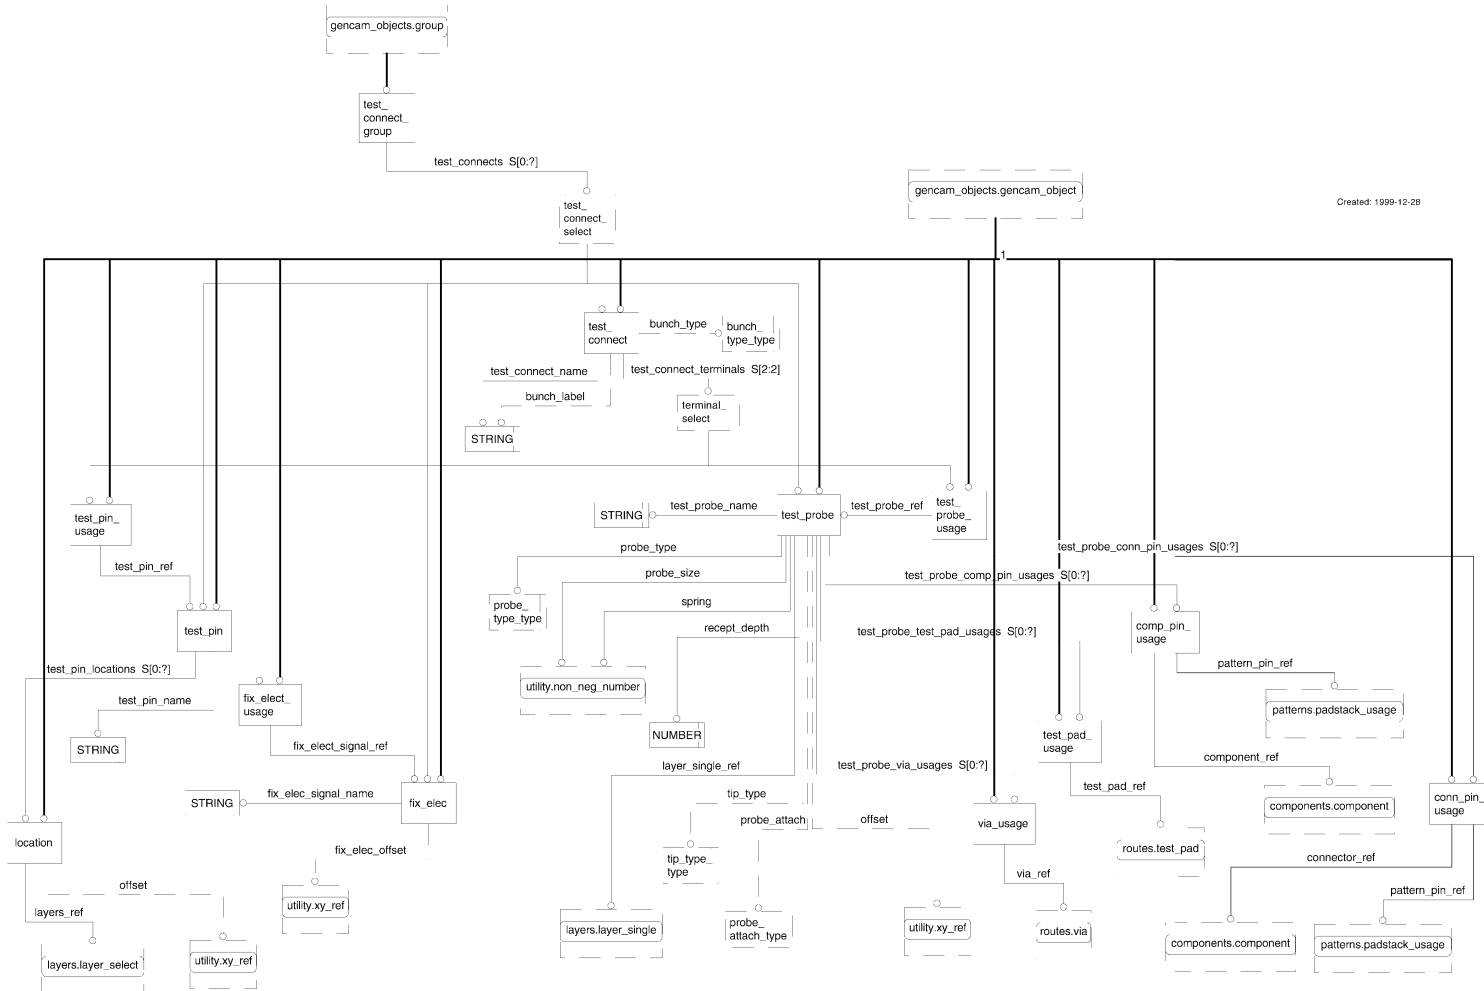 gencam_objects.group
test_
connect_
group
test_connects S[0:?]
gencam_objects.gencam_object
Created: 1999-12-28
test_
connect_
select
1
test_
connect
bunch_type
bunch_
type_type
test_connect_name
test_connect_terminals S[2:2]
bunch_label
terminal_
select
STRING
test_pin_
usage
STRING
test_probe_name
test_probe
test_probe_ref
test_
probe_
usage
probe_type
test_probe_conn_pin_usages S[0:?]
test_pin_ref
probe_size
test_probe_comp_pin_usages S[0:?]
probe_
type_type
spring
test_pin
recept_depth
test_probe_test_pad_usages S[0:?]
comp_pin_
usage
test_pin_locations S[0:?]
pattern_pin_ref
utility.non_neg_number
test_pin_name
fix_elect_
usage
patterns.padstack_usage
STRING
fix_elect_signal_ref
NUMBER
test_pad_
usage
layer_single_ref
test_probe_via_usages S[0:?]
component_ref
STRING
fix_elec_signal_name
fix_elec
tip_type
test_pad_ref
components.component
conn_pin_
usage
probe_attach
offset
via_usage
location
fix_elec_offset
tip_type_
type
routes.test_pad
connector_ref
via_ref
offset
pattern_pin_ref
layers_ref
utility.xy_ref
layers.layer_single
probe_
attach_type
utility.xy_ref
routes.via
components.component
patterns.padstack_usage
layers.layer_select
utility.xy_ref